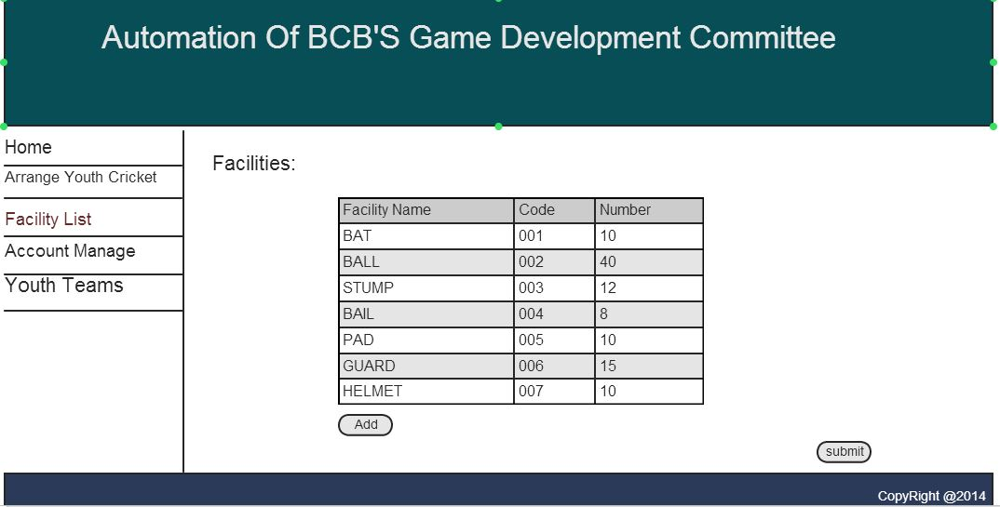 Automation Of BCB'S Game Development Committee
Home
Arrange Youth Cricket
Facility List
Account Manage
Youth Teams
Facilities:
Facility Name Code Number
BAT 001 10
BALL 002 40
STUMP 003 12
BAIL 004 8
PAD 005 10
GUARD 006 15
HELMET 007 10
Add
submit
CopyRight @2014